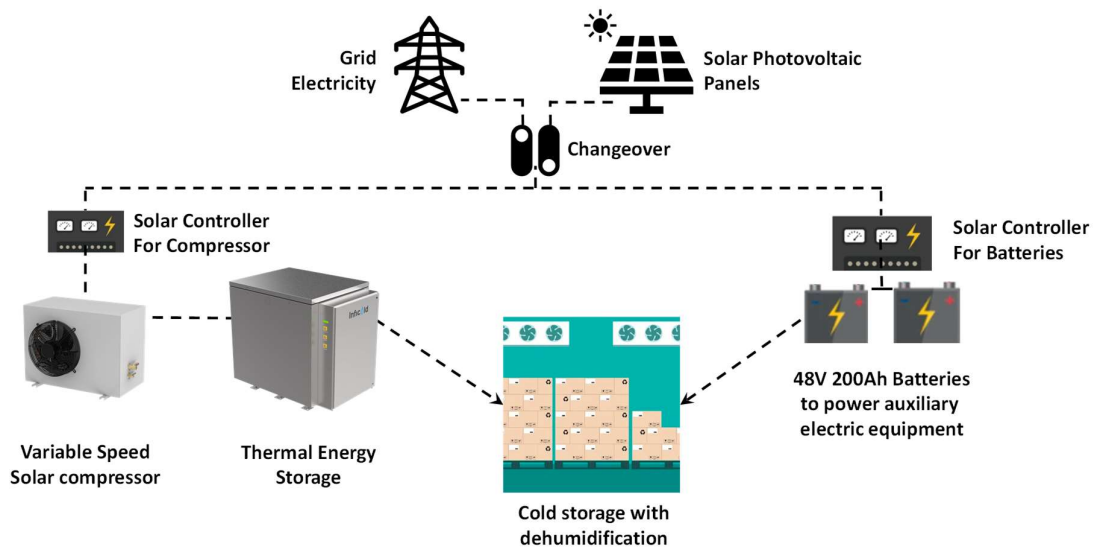 Grid
Electricity
Solar Photovoltaic
Panels
Changeover
Solar Controller
For Compressor
Solar Controller
For Batteries
Inficold
48V 200Ah Batteries
to power auxiliary
electric equipment
Variable Speed
Solar compressor
Thermal Energy
Storage
Cold storage with
dehumidification